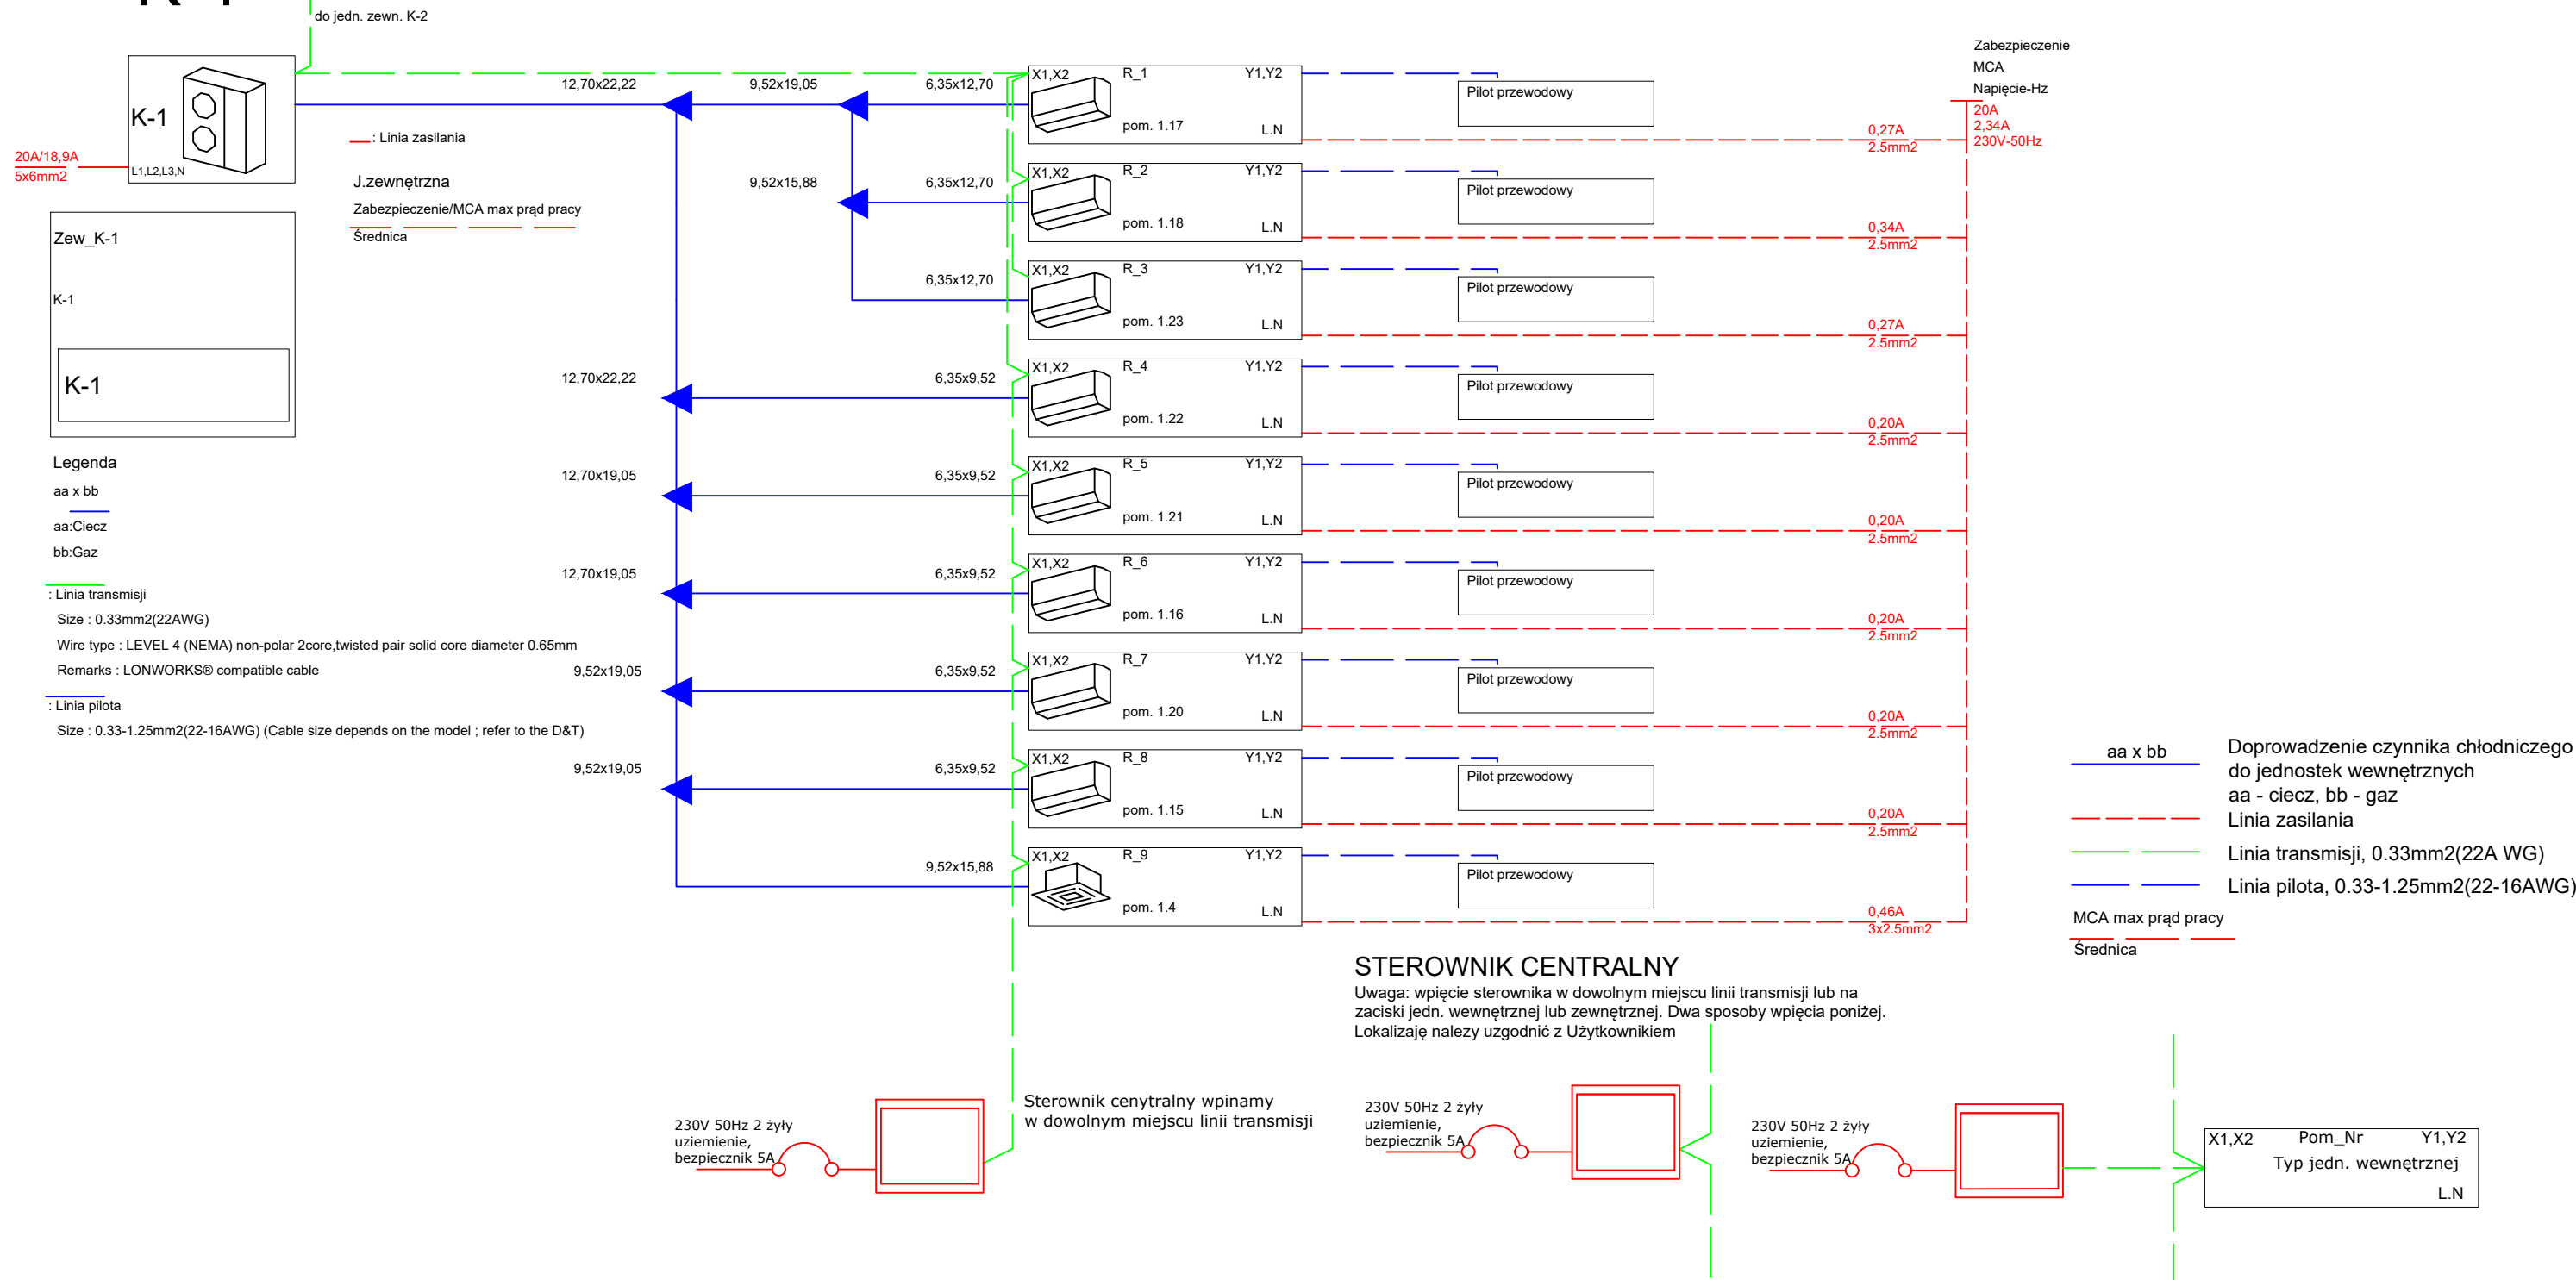 do jedn. zewn. K-2
K-1
L1,L2,L3,N
20A/18,9A
5x6mm2
: Linia zasilania
J.zewnętrzna
Zabezpieczenie/MCA max prąd pracy
Średnica
Zew_K-1
K-1
K-1
Legenda
aa x bb
aa:Ciecz
bb:Gaz
: Linia transmisji
Size : 0.33mm2(22AWG)
Wire type : LEVEL 4 (NEMA) non-polar 2core,twisted pair solid core diameter 0.65mm
Remarks : LONWORKS® compatible cable
: Linia pilota
Size : 0.33-1.25mm2(22-16AWG) (Cable size depends on the model ; refer to the D&T)
12,70x22,22
9,52x19,05
6,35x12,70
X1,X2 R_1 Y1,Y2
pom. 1.17 L.N
Pilot przewodowy
0,27A
2.5mm2
9,52x15,88
6,35x12,70
X1,X2 R_2 Y1,Y2
pom. 1.18 L.N
Pilot przewodowy
0,34A
2.5mm2
6,35x12,70
X1,X2 R_3 Y1,Y2
pom. 1.23 L.N
Pilot przewodowy
0,27A
2.5mm2
12,70x22,22
6,35x9,52
X1,X2 R_4 Y1,Y2
pom. 1.22 L.N
Pilot przewodowy
0,20A
2.5mm2
12,70x19,05
6,35x9,52
X1,X2 R_5 Y1,Y2
pom. 1.21 L.N
Pilot przewodowy
0,20A
2.5mm2
12,70x19,05
6,35x9,52
X1,X2 R_6 Y1,Y2
pom. 1.16 L.N
Pilot przewodowy
0,20A
2.5mm2
9,52x19,05
6,35x9,52
X1,X2 R_7 Y1,Y2
pom. 1.20 L.N
Pilot przewodowy
0,20A
2.5mm2
9,52x19,05
6,35x9,52
X1,X2 R_8 Y1,Y2
pom. 1.15 L.N
Pilot przewodowy
0,20A
2.5mm2
9,52x15,88
X1,X2 R_9 Y1,Y2
pom. 1.4 L.N
Pilot przewodowy
0,46A
3x2.5mm2
Zabezpieczenie
MCA
Napięcie-Hz
20A
2,34A
230V-50Hz
aa x bb
Doprowadzenie czynnika chłodniczego
do jednostek wewnętrznych
aa - ciecz, bb - gaz
Linia zasilania
Linia transmisji, 0.33mm2(22A WG)
Linia pilota, 0.33-1.25mm2(22-16AWG)
MCA max prąd pracy
Średnica
STEROWNIK CENTRALNY
Uwaga: wpięcie sterownika w dowolnym miejscu linii transmisji lub na
zaciski jedn. wewnętrznej lub zewnętrznej. Dwa sposoby wpięcia poniżej.
Lokalizaję nalezy uzgodnić z Użytkownikiem
230V 50Hz 2 żyły
uziemienie,
bezpiecznik 5A
Sterownik cenytralny wpinamy
w dowolnym miejscu linii transmisji
230V 50Hz 2 żyły
uziemienie,
bezpiecznik 5A
230V 50Hz 2 żyły
uziemienie,
bezpiecznik 5A
X1,X2 Pom_Nr Y1,Y2
Typ jedn. wewnętrznej
L.N